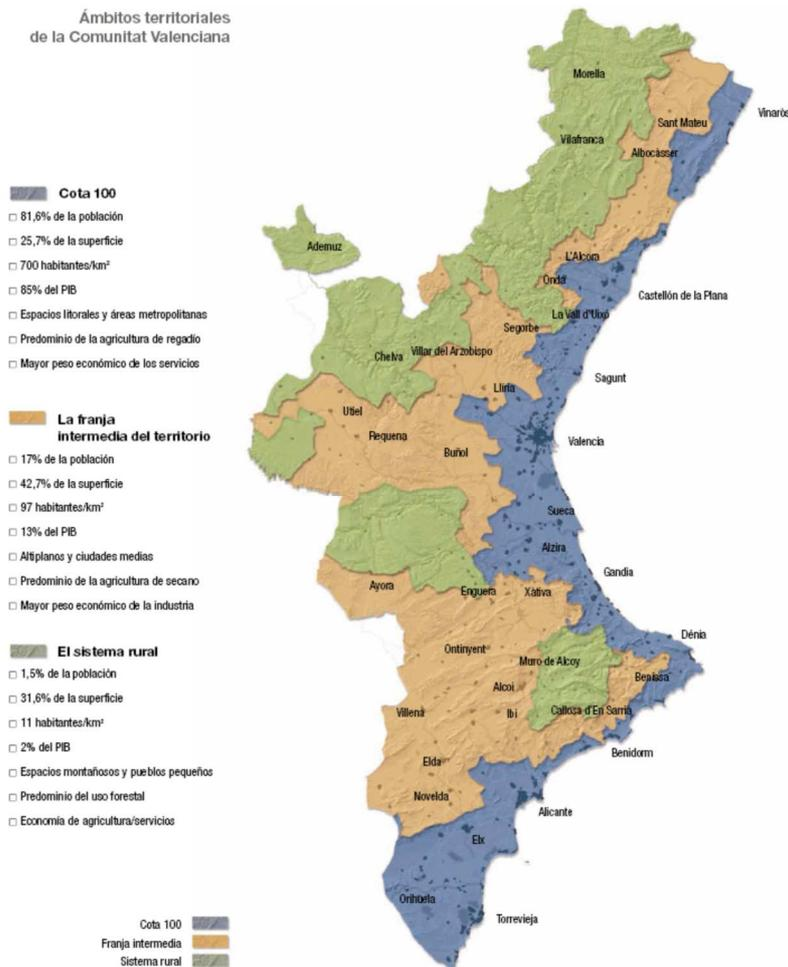 Ámbitos territoriales
de la Comunitat Valenciana
Cota 100
81,6% de la población
25,7% de la superficie
700 habitantes/km²
85% del PIB
Espacios litorales y áreas metropolitanas
Predominio de la agricultura de regadío
Mayor peso económico de los servicios
La franja
intermedia del territorio
17% de la población
42,7% de la superficie
97 habitantes/km²
13% del PIB
Altiplanos y ciudades medias
Predominio de la agricultura de secano
Mayor peso económico de la industria
El sistema rural
1,5% de la población
31,6% de la superficie
11 habitantes/km²
2% del PIB
Espacios montañosos y pueblos pequeños
Predominio del uso forestal
Economía de agricultura/servicios
Morella
Vinaròs
Sant Mateu
Vilafranca
Albocàsser
Ademuz
L'Alcora
Onda
Castellón de la Plana
La Vall d'Uixó
Segorbe
Villar del Arzobispo
Chelva
Sagunt
Llíria
Utiel
Requena
Valencia
Buñol
Sueca
Alzira
Gandia
Ayora
Enguera
Xàtiva
Dénia
Ontinyent
Muro de Alcoy
Benissa
Alcoi
Villena
Ibi
Callosa d'En Sarrià
Benidorm
Elda
Novelda
Alicante
Elx
Orihuela
Torrevieja
Cota 100
Franja intermedia
Sistema rural